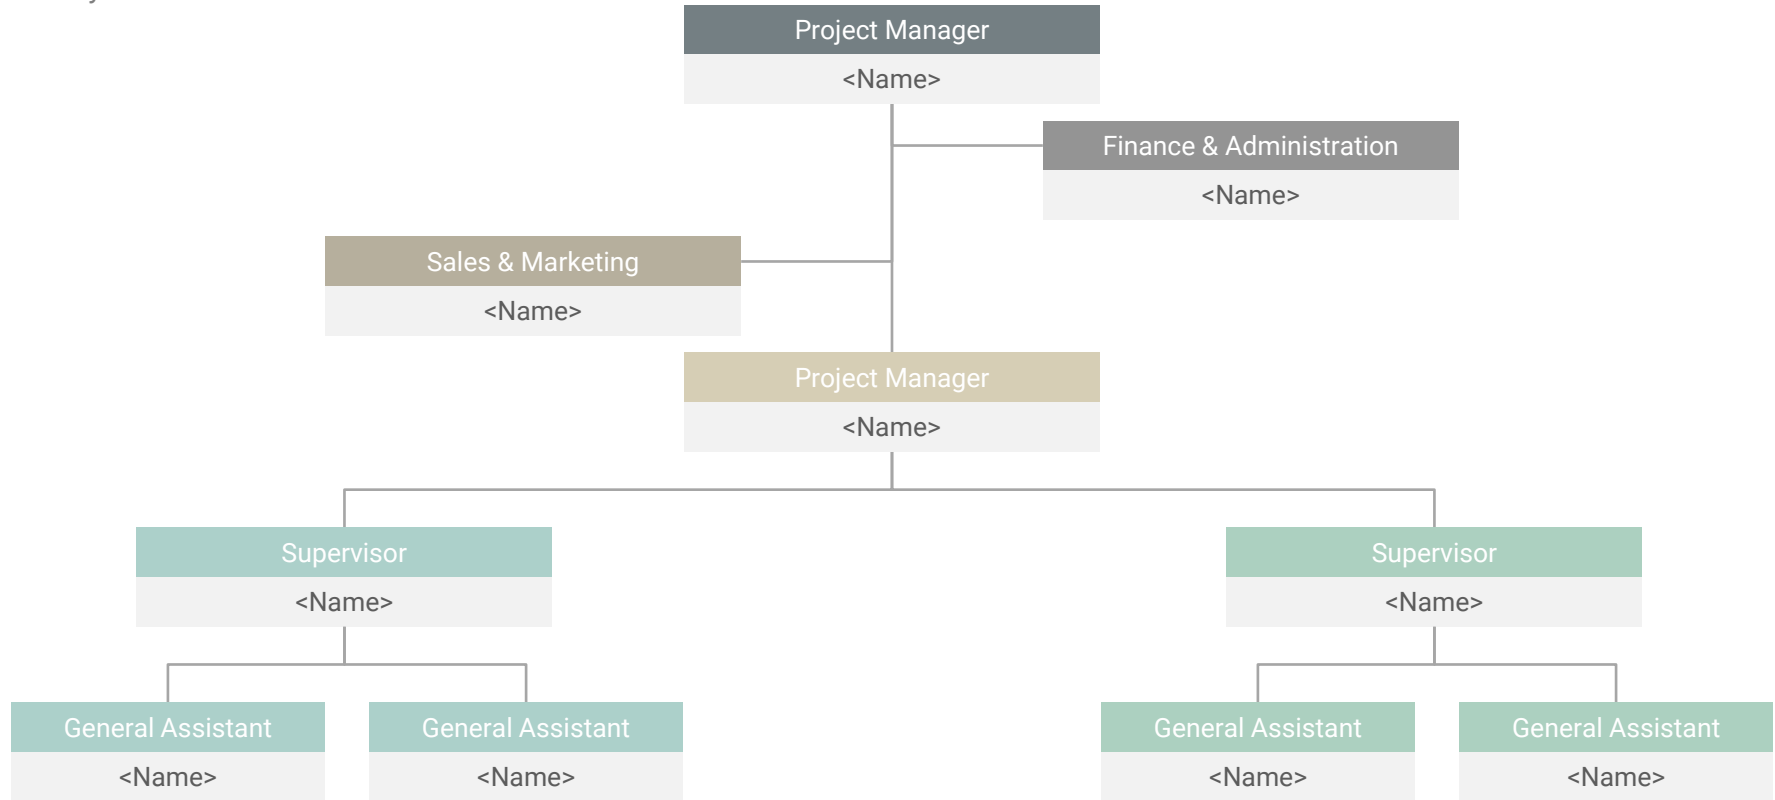 Project Manager
<Name>
Finance & Administration
<Name>
Sales & Marketing
<Name>
Project Manager
<Name>
Supervisor
<Name>
Supervisor
<Name>
General Assistant
<Name>
General Assistant
<Name>
General Assistant
<Name>
General Assistant
<Name>